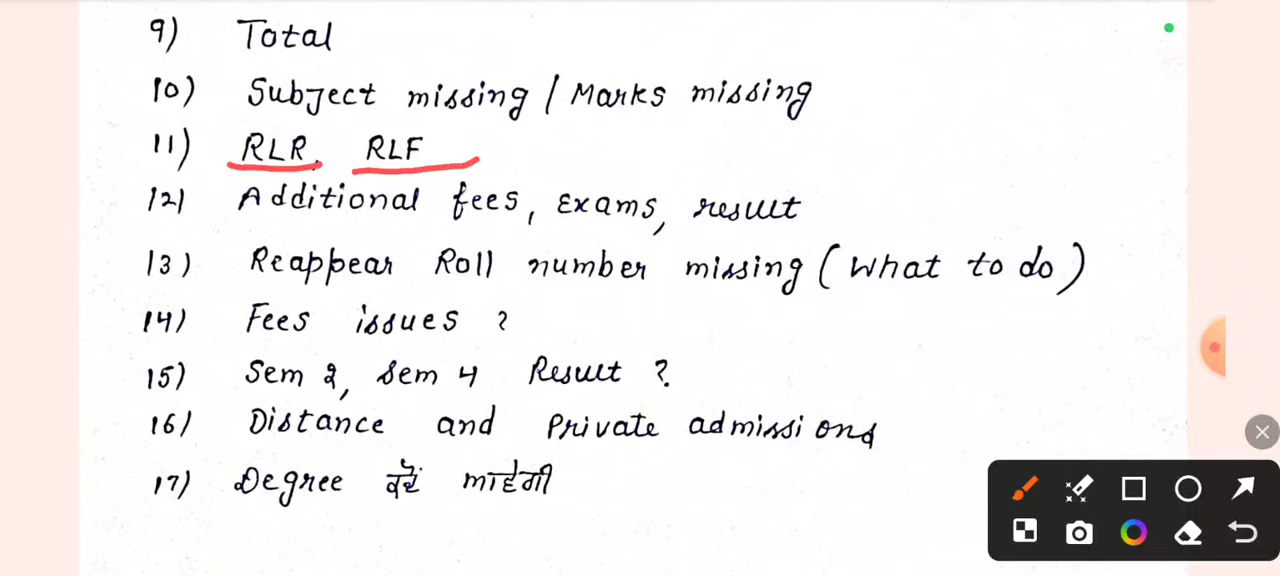 9) Total
10) Subject missing / Marks missing
11) RLR. RLF
12) Additional fees, Exams, result
13) Reappear Roll number missing (what to do)
14) Fees issues ?
15) Sem 2, Sem 4 Result ?
16) Distance and Private admissions
17) Degree ਕਦੋਂ ਆਵੇਗੀ